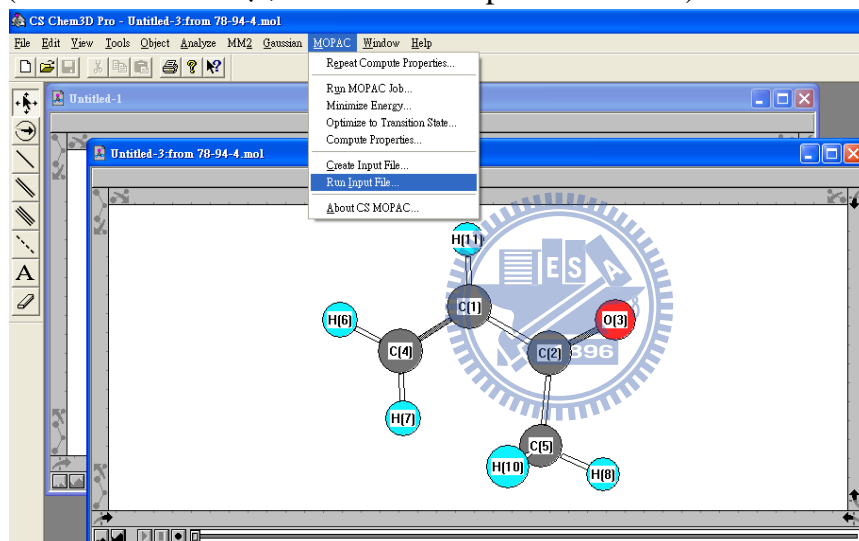 CS Chem3D Pro - Untitled-3:from 78-94-4.mol
File Edit View Tools Object Analyze MM2 Gaussian MOPAC Window Help
Repeat Compute Properties...
Run MOPAC Job...
Minimize Energy...
Optimize to Transition State...
Compute Properties...
Create Input File...
Run Input File...
About CS MOPAC...
Untitled-1
Untitled-3:from 78-94-4.mol
A
H(11)
ES A
C(1)
H(6)
O(3)
C(4)
C(2)
896
H(7)
C(5)
H(10)
H(8)